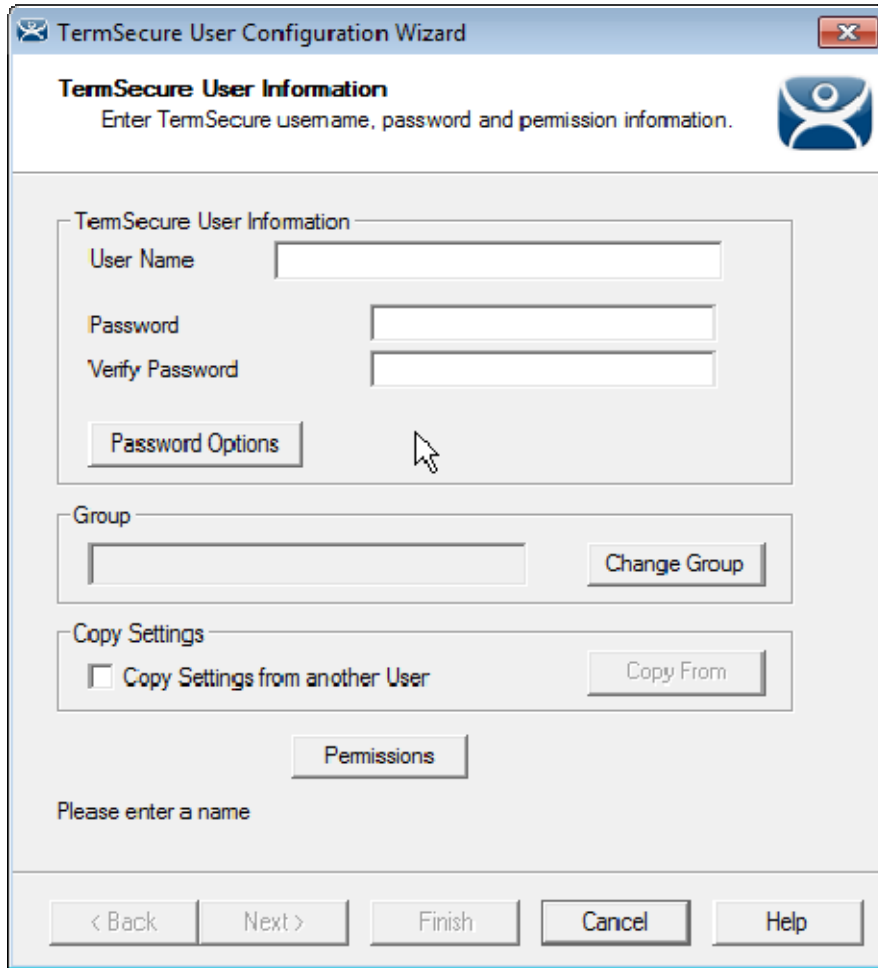 TermSecure User Configuration Wizard
TermSecure User Information
Enter TermSecure username, password and permission information.
TermSecure User Information
User Name
Password
Verify Password
Password Options
Group
Change Group
Copy Settings
Copy Settings from another User
Copy From
Permissions
Please enter a name
< Back Next > Finish Cancel Help